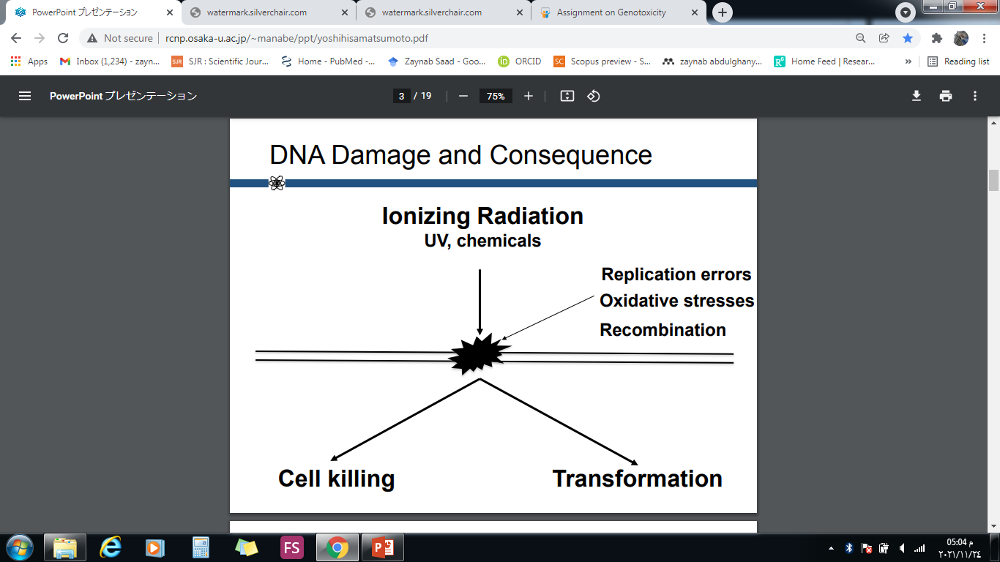 PowerPoint プレゼンテーション
watermark.silverchair.com
watermark.silverchair.com
Assignment on Genotoxicity
Not secure
rcnp.osaka-u.ac.jp/~manabe/ppt/yoshihisamatsumoto.pdf
Apps
Inbox (1,234) - zayn...
SJR
SJR : Scientific Jour...
Home - PubMed -...
Zaynab Saad - Goo...
iD
ORCID
SC
Scopus preview - S...
zaynab abdulghany...
Home Feed | Resear...
»
Reading list
PowerPoint プレゼンテーション
3 / 19
75%
DNA Damage and Consequence
Ionizing Radiation
UV, chemicals
Replication errors
Oxidative stresses
Recombination
Cell killing
Transformation
FS
05:04 م
٢٠٢١/١١/٢٤